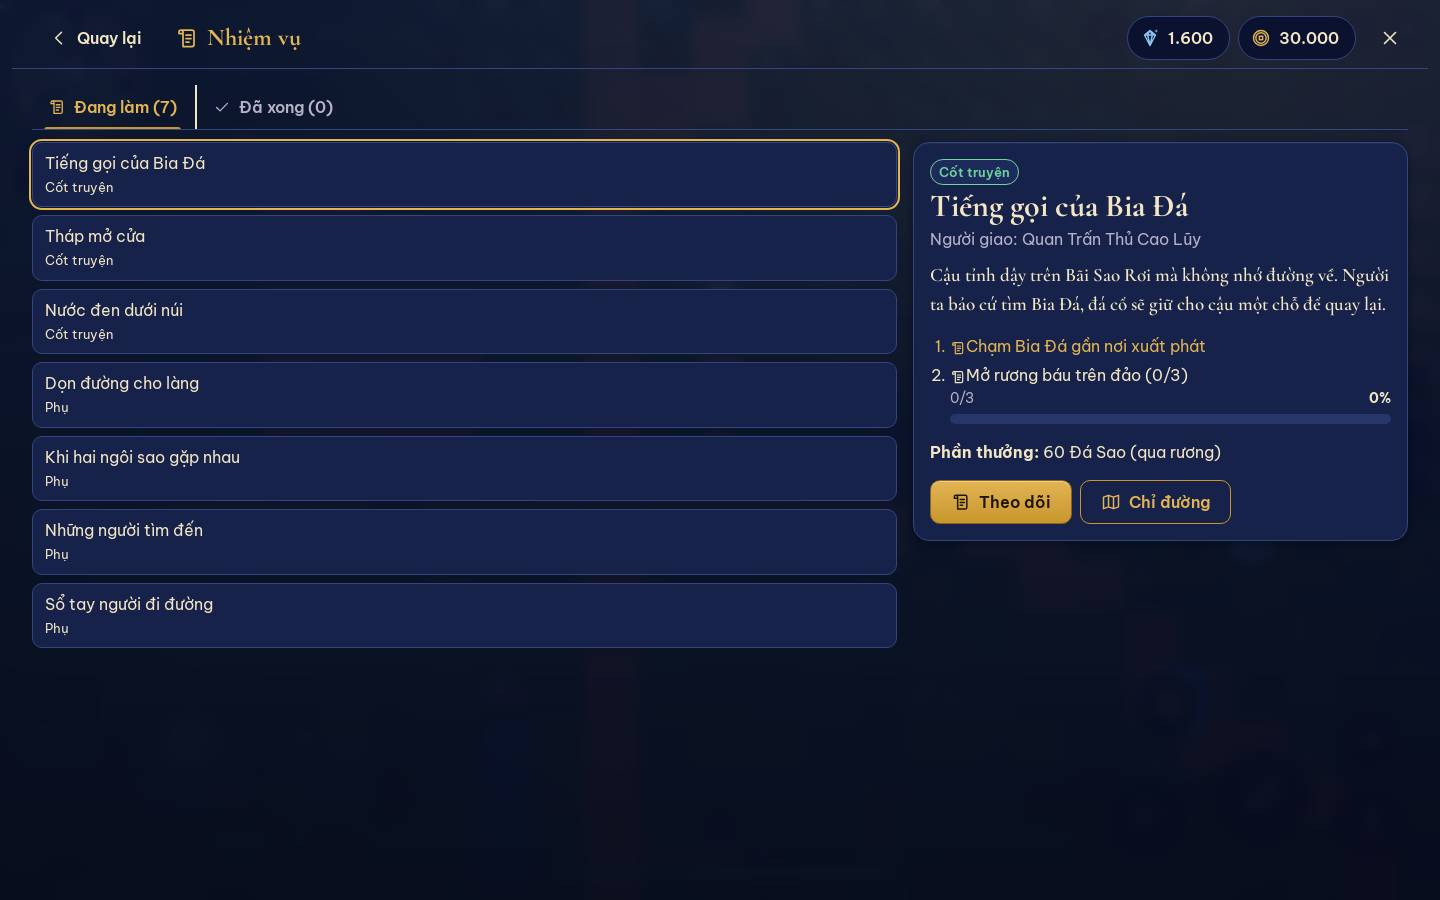 Quay lại
Nhiệm vụ
1.600
30.000
Đang làm (7)
Đã xong (0)
Tiếng gọi của Bia Đá
Cốt truyện
Tháp mở cửa
Cốt truyện
Nước đen dưới núi
Cốt truyện
Dọn đường cho làng
Phụ
Khi hai ngôi sao gặp nhau
Phụ
Những người tìm đến
Phụ
Sổ tay người đi đường
Phụ
Cốt truyện
Tiếng gọi của Bia Đá
Người giao: Quan Trấn Thủ Cao Lũy
Cậu tỉnh dậy trên Bãi Sao Rơi mà không nhớ đường về. Người
ta bảo cứ tìm Bia Đá, đá cổ sẽ giữ cho cậu một chỗ để quay lại.
1. Chạm Bia Đá gần nơi xuất phát
2. Mở rương báu trên đảo (0/3)
0/3 0%
Phần thưởng: 60 Đá Sao (qua rương)
Theo dõi
Chỉ đường